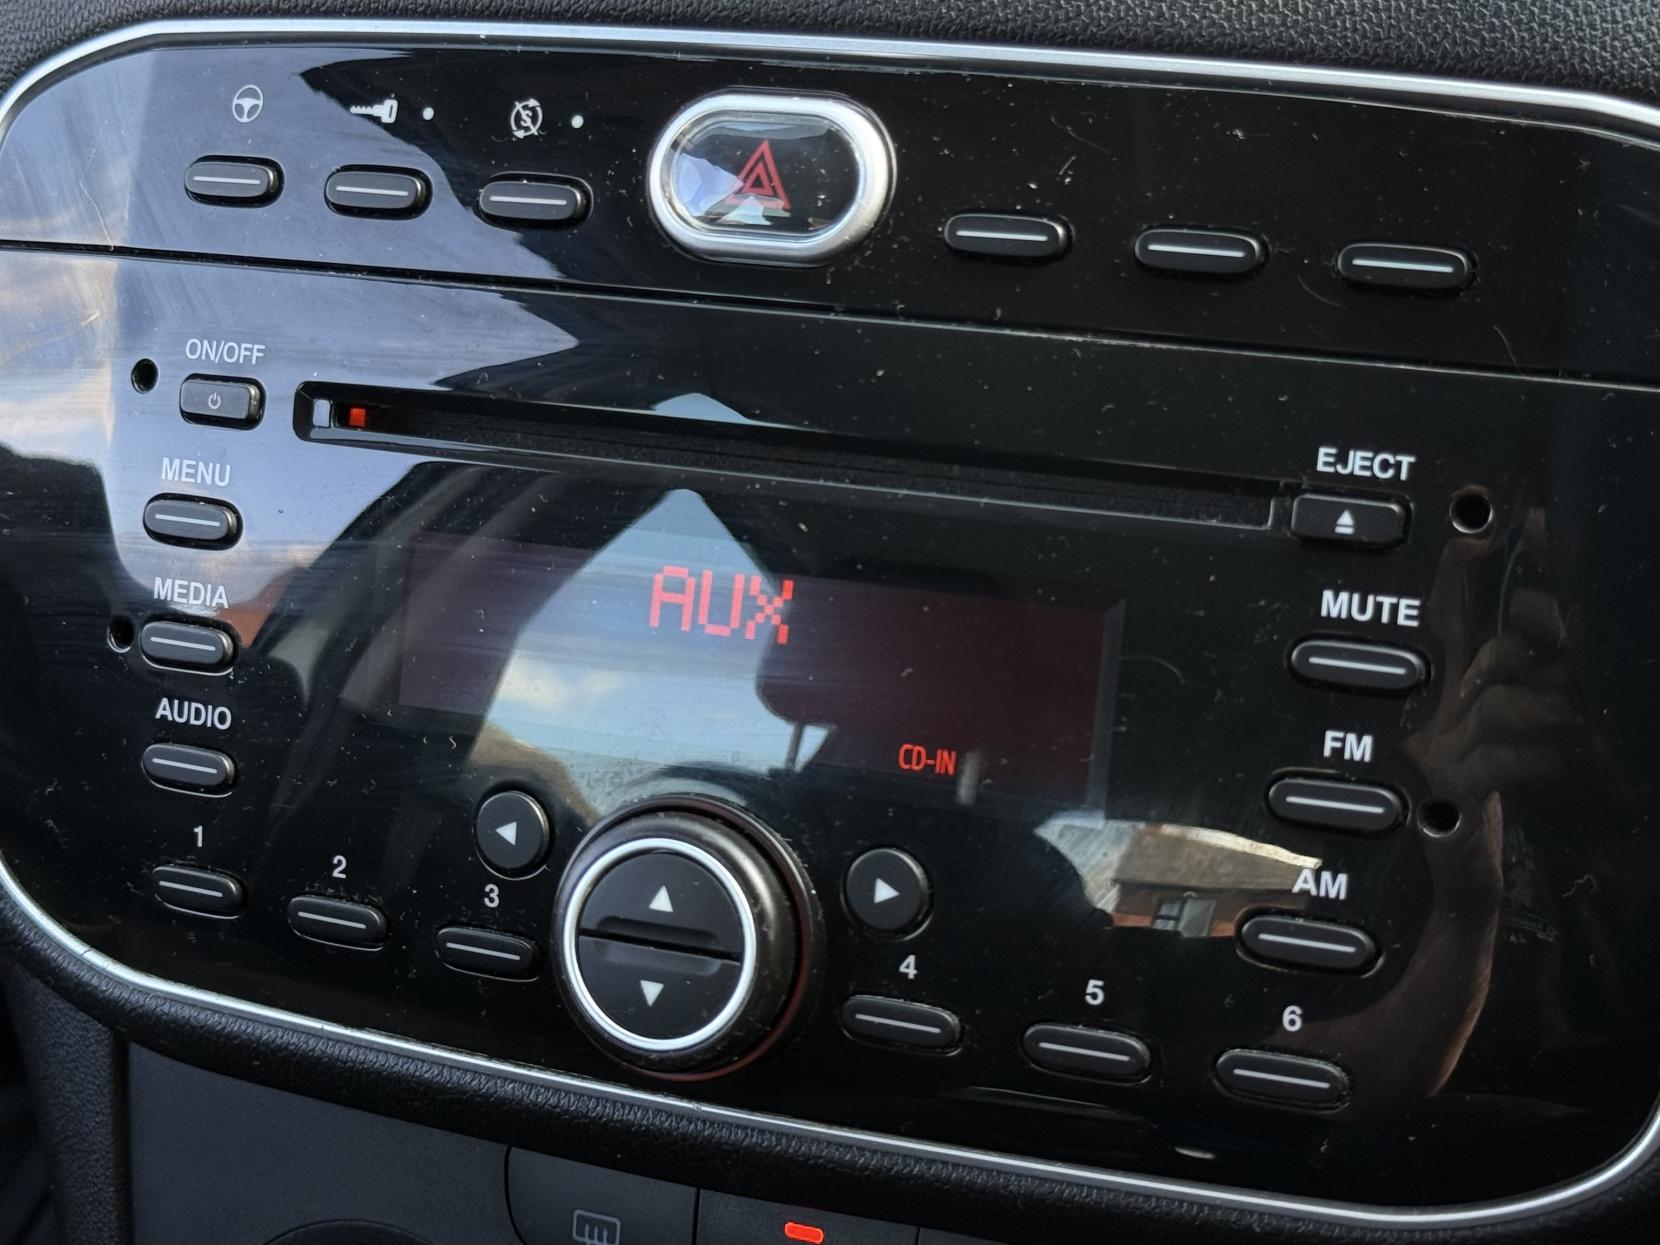 ON/OFF
MENU
EJECT
MEDIA
AUX
MUTE
AUDIO
CD-IN
FM
1
2
3
AM
4
5
6